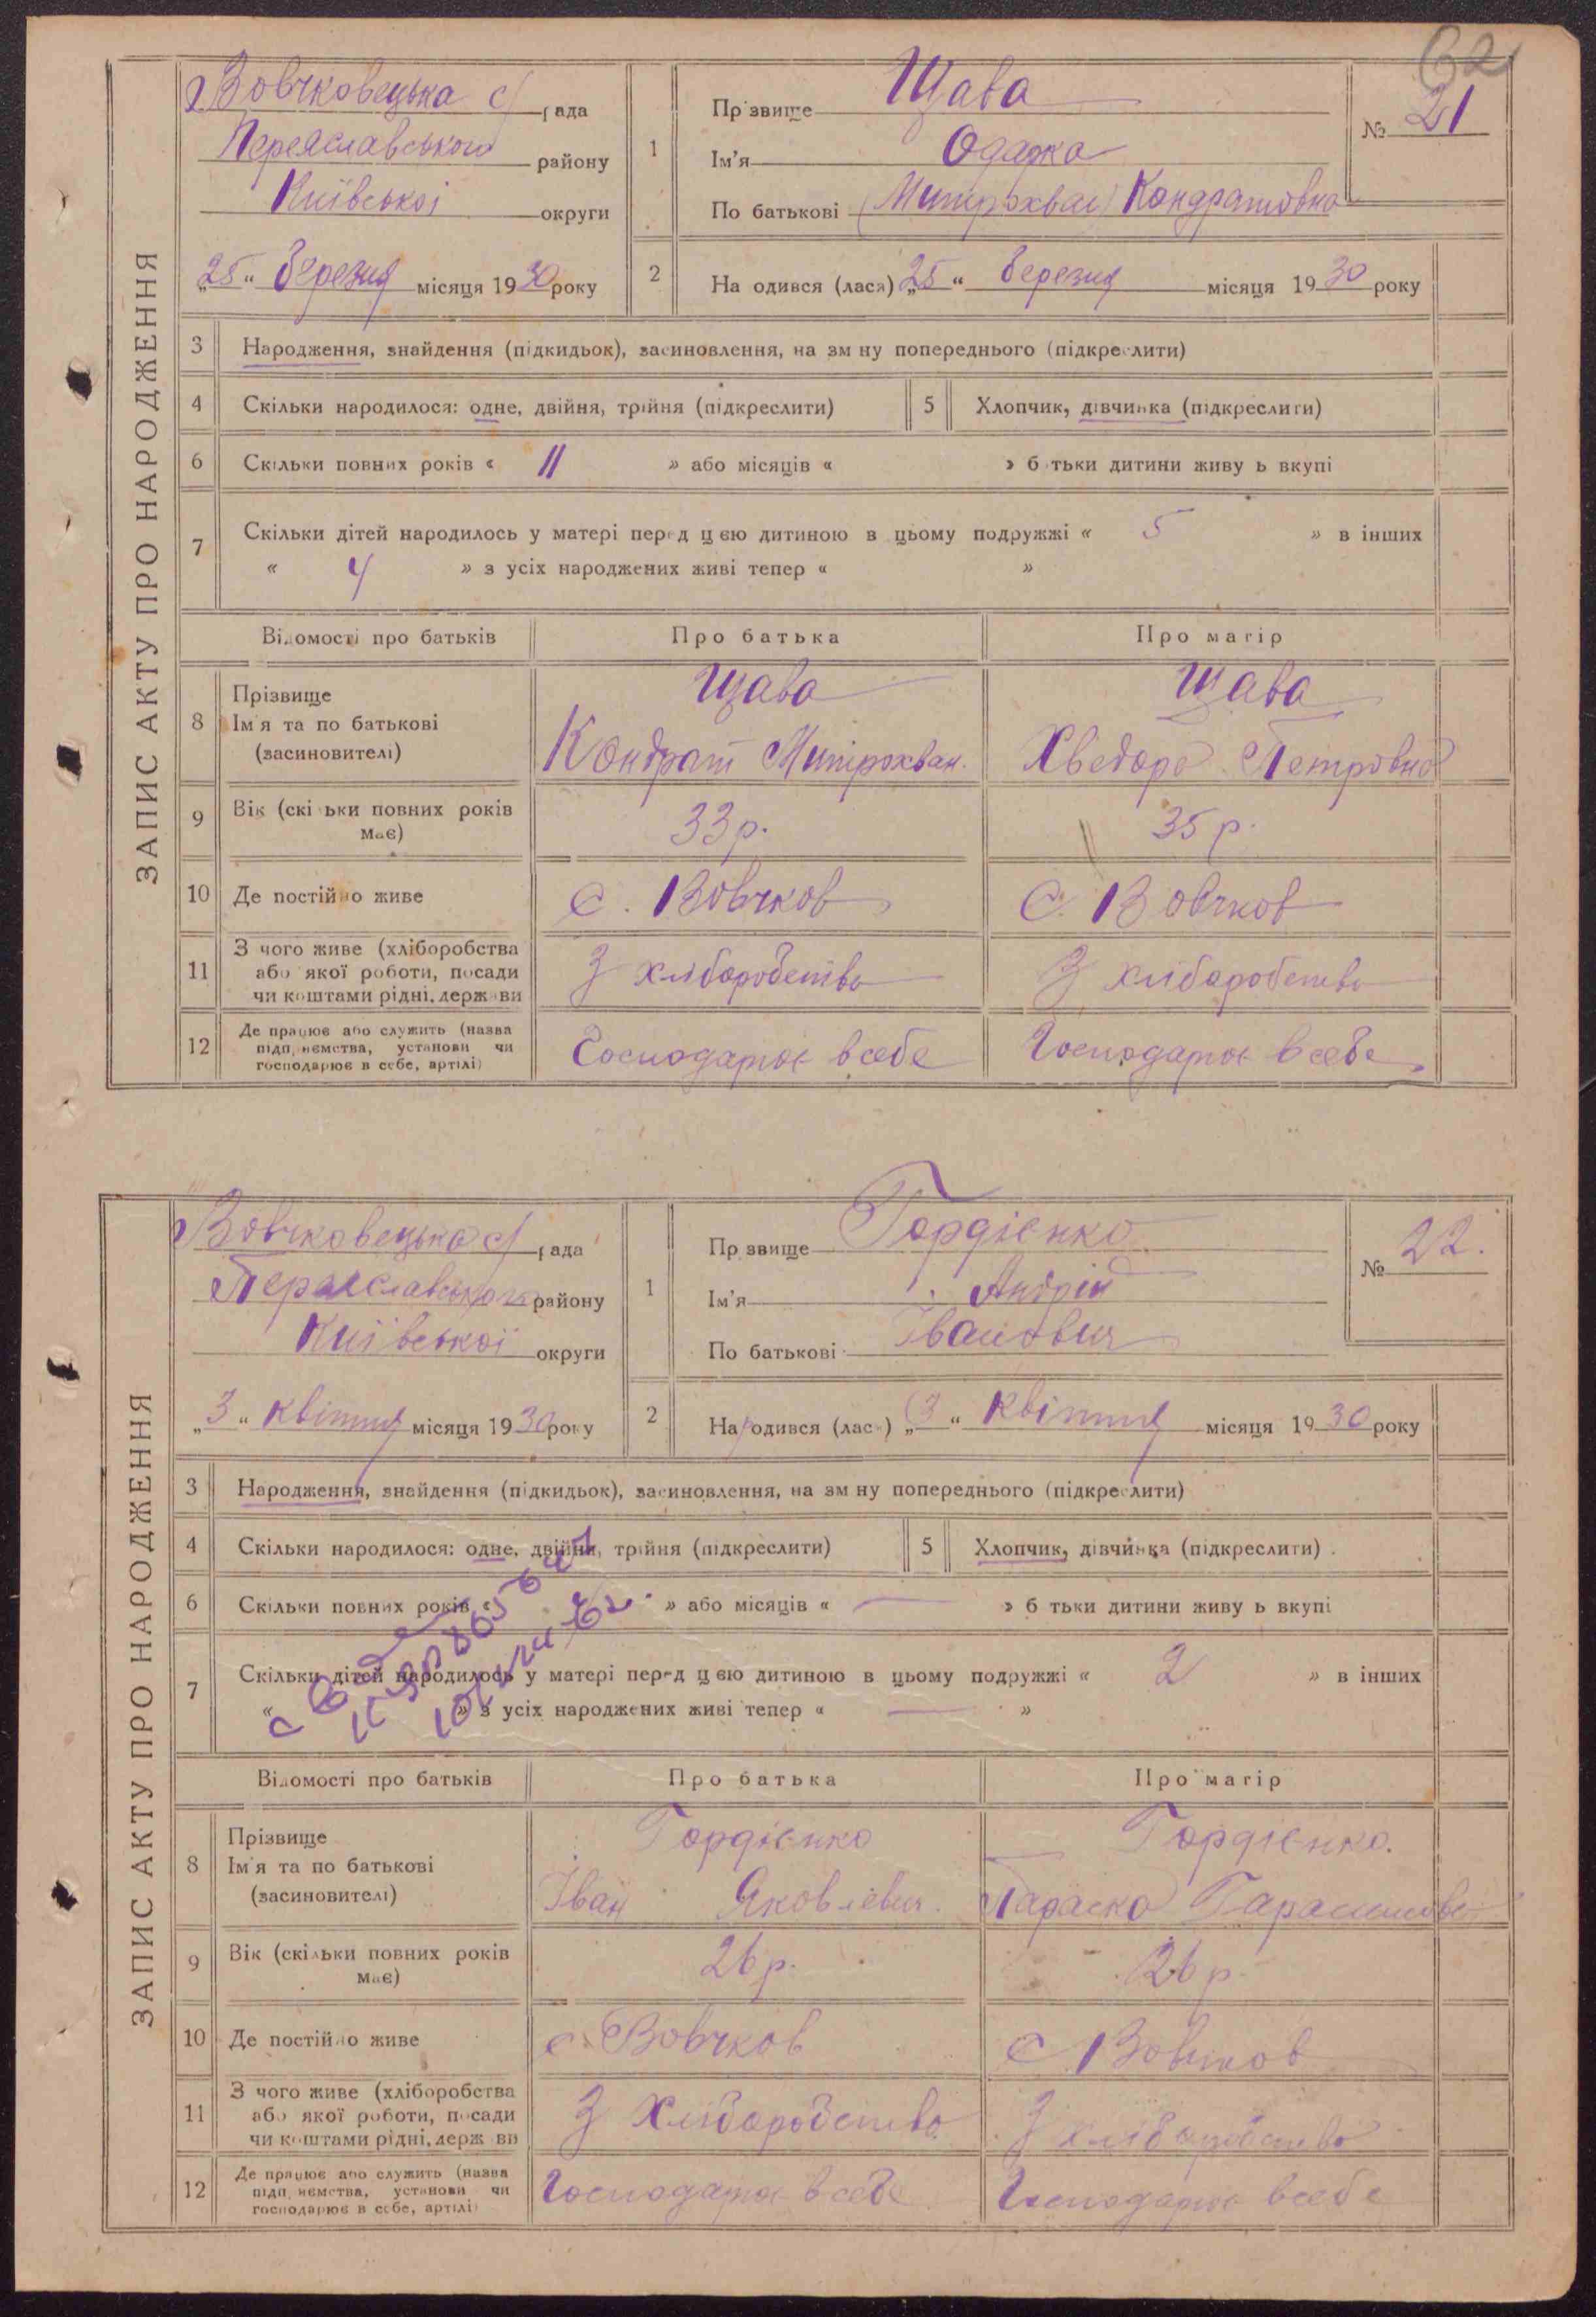 62
ЗАПИС АКТУ ПРО НАРОДЖЕННЯ
Вовчковецька с/рада
Переяславського району
Київської округи
„25“ березня місяця 1930 року
1 Прізвище Щава
Ім'я Одарка
По батькові (Митрохван) Кондратовна
№ 21
2 Народився (лася) „25“ березня місяця 1930 року
3 Народження, знайдення (підкидьок), засиновлення, на зміну попереднього (підкреслити)
4 Скільки народилося: одне, двійня, трійня (підкреслити) 5 Хлопчик, дівчинка (підкреслити)
6 Скільки повних років « 11 » або місяців « » батьки дитини живуть вкупі
7 Скільки дітей народилось у матері перед цією дитиною в цьому подружжі « 5 » в інших
« 4 » з усіх народжених живі тепер « »
Відомості про батьків Про батька Про матір
8 Прізвище Щава Щава
Ім'я та по батькові Кондрат Митрохван. Хведора Петровна
(засиновителі)
9 Вік (скільки повних років має) 33 р. 35 р.
10 Де постійно живе с. Вовчков с. Вовчков
11 З чого живе (хліборобства З хліборобства З хліборобства
або якої роботи, посади
чи коштами рідні, держави
12 Де працює або служить (назва Господарює в себе Господарює в себе
підприємства, установи чи
господарює в себе, артілі)
ЗАПИС АКТУ ПРО НАРОДЖЕННЯ
Вовчковецька с/рада
Переяславського району
Київської округи
„3“ квітня місяця 1930 року
1 Прізвище Гордієнко
Ім'я Андрій
По батькові Іванович
№ 22.
2 Народився (лася) „3“ квітня місяця 1930 року
3 Народження, знайдення (підкидьок), засиновлення, на зміну попереднього (підкреслити)
4 Скільки народилося: одне, двійня, трійня (підкреслити) 5 Хлопчик, дівчинка (підкреслити)
6 Скільки повних років « » або місяців « — » батьки дитини живуть вкупі
7 Скільки дітей народилось у матері перед цією дитиною в цьому подружжі « 2 » в інших
« » з усіх народжених живі тепер « — »
Відомості про батьків Про батька Про матір
8 Прізвище Гордієнко Гордієнко.
Ім'я та по батькові Іван Яковлевич. Параска
(засиновителі)
9 Вік (скільки повних років має) 26 р. 26 р.
10 Де постійно живе с. Вовчков с. Вовчков
11 З чого живе (хліборобства З хліборобства З хліборобства
або якої роботи, посади
чи коштами рідні, держави
12 Де працює або служить (назва Господарює в себе Господарює в себе
підприємства, установи чи
господарює в себе, артілі)